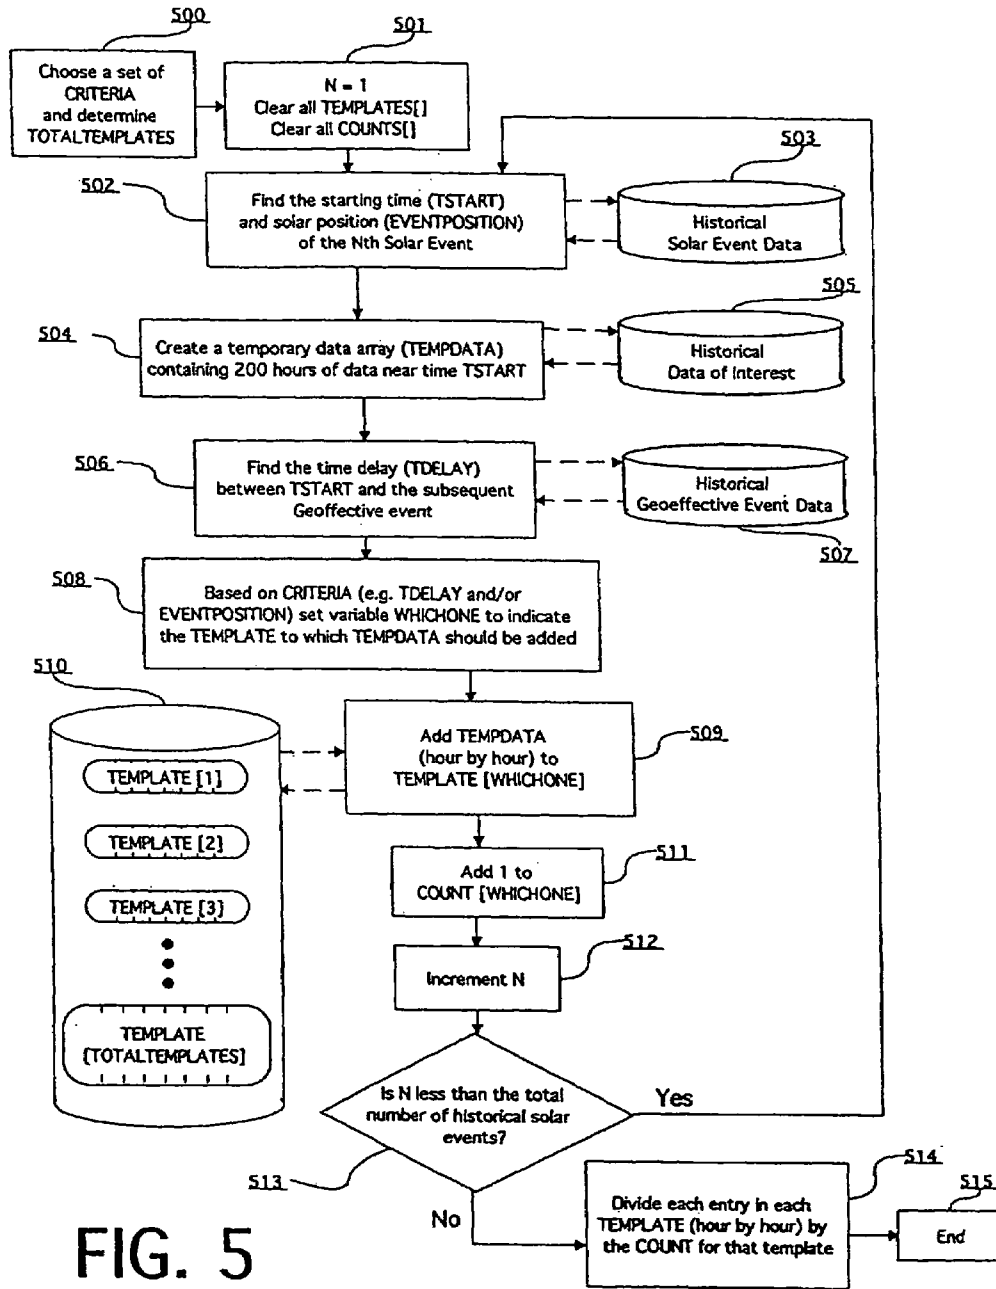 500
Choose a set of
CRITERIA
and determine
TOTALTEMPLATES
501
N = 1
Clear all TEMPLATES[]
Clear all COUNTS[]
502
Find the starting time (TSTART)
and solar position (EVENTPOSITION)
of the Nth Solar Event
503
Historical
Solar Event Data
504
Create a temporary data array (TEMPDATA)
containing 200 hours of data near time TSTART
505
Historical
Data of Interest
506
Find the time delay (TDELAY)
between TSTART and the subsequent
Geoffective event
Historical
Geoeffective Event Data
507
508
Based on CRITERIA (e.g. TDELAY and/or
EVENTPOSITION) set variable WHICHONE to indicate
the TEMPLATE to which TEMPDATA should be added
510
TEMPLATE [1]
TEMPLATE [2]
TEMPLATE [3]
TEMPLATE
[TOTALTEMPLATES]
509
Add TEMPDATA
(hour by hour) to
TEMPLATE [WHICHONE]
511
Add 1 to
COUNT [WHICHONE]
512
Increment N
Is N less than the total
number of historical solar
events?
Yes
513
No
514
Divide each entry in each
TEMPLATE (hour by hour) by
the COUNT for that template
515
End
FIG. 5